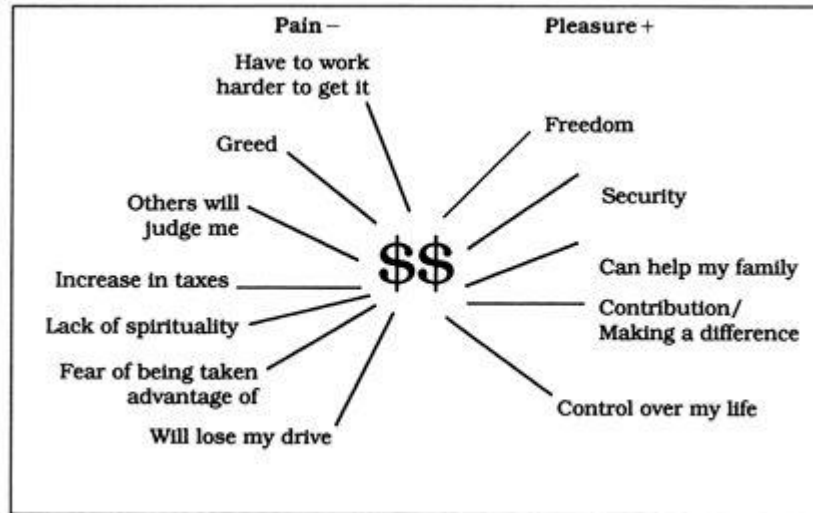 Pain –
Pleasure +
Have to work
harder to get it
Greed
Others will
judge me
Increase in taxes
Lack of spirituality
Fear of being taken
advantage of
Will lose my drive
$$
Freedom
Security
Can help my family
Contribution/
Making a difference
Control over my life